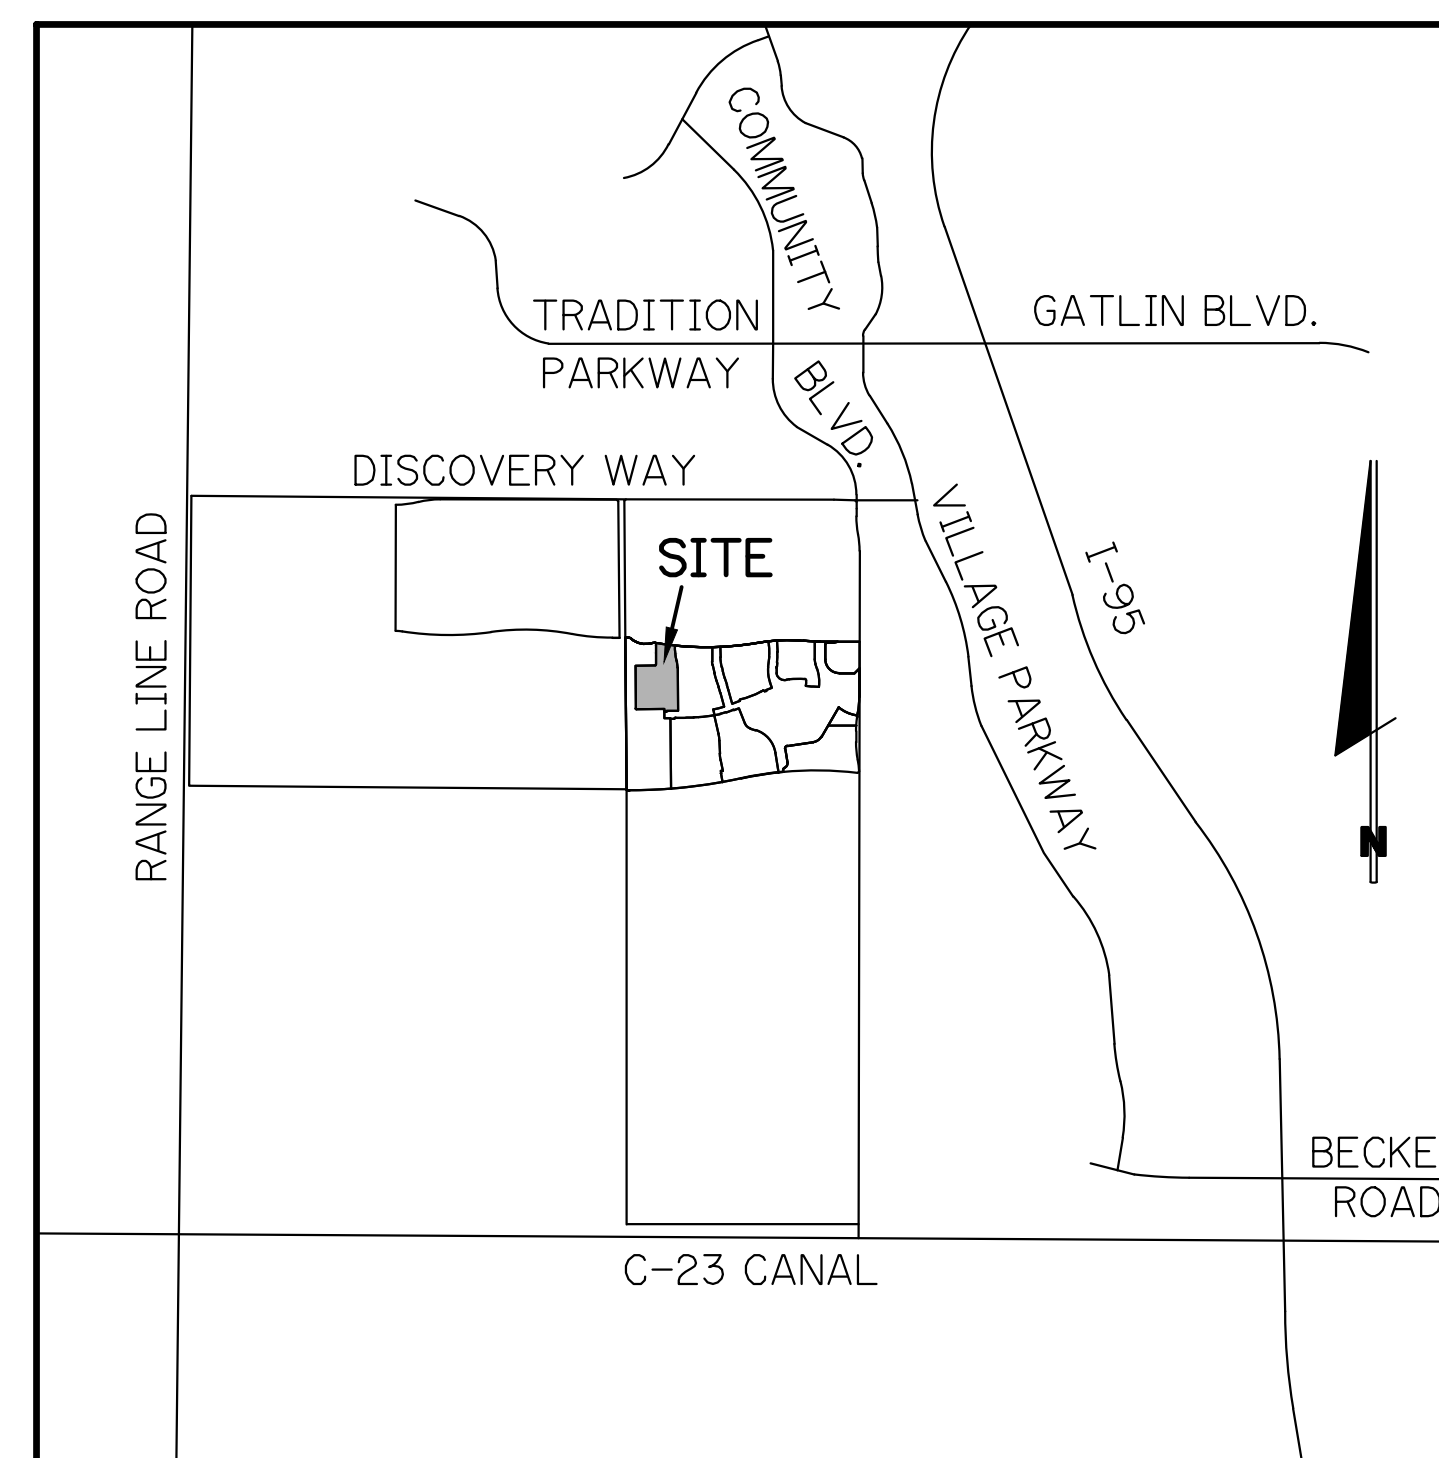 COMMUNITY
BLVD.
TRADITION
PARKWAY
GATLIN BLVD.
DISCOVERY WAY
SITE
VILLAGE PARKWAY
I-95
RANGE LINE ROAD
N
BECKE
ROAD
C-23 CANAL